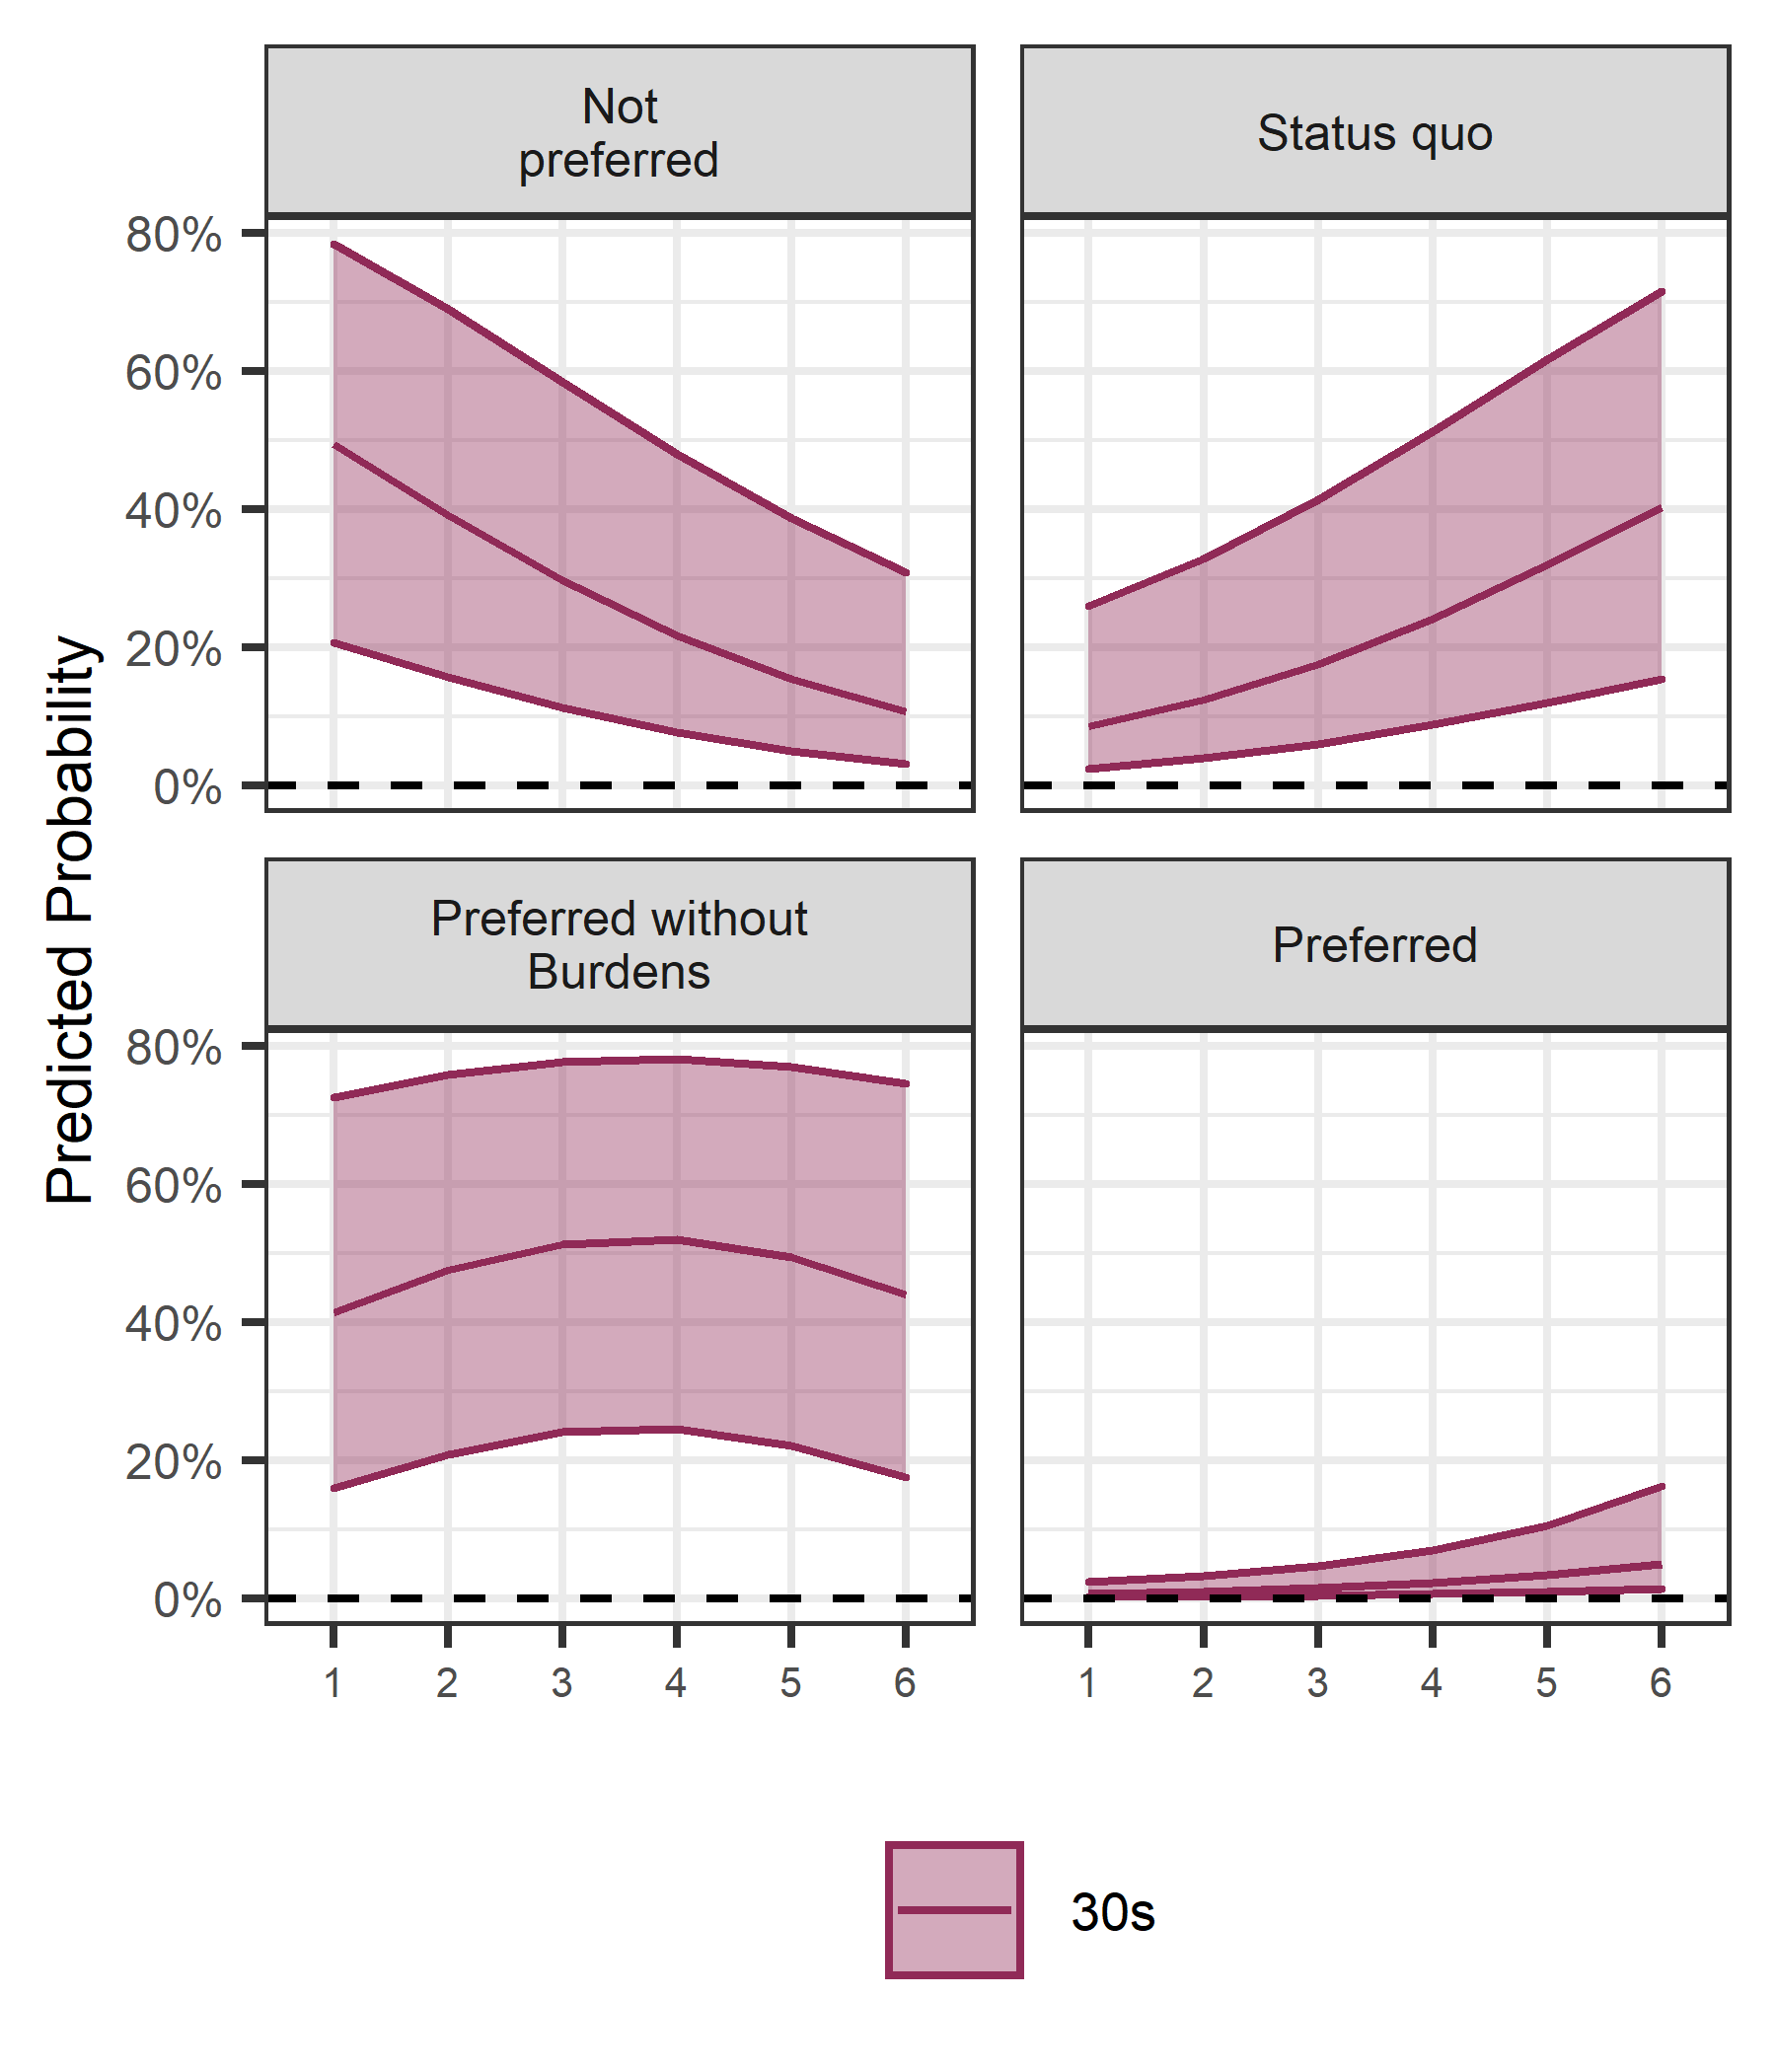 Not
preferred
Status quo
80%
60%
40%
20%
0%
Predicted Probability
Preferred without
Burdens
Preferred
80%
60%
40%
20%
0%
1 2 3 4 5 6
1 2 3 4 5 6
30s